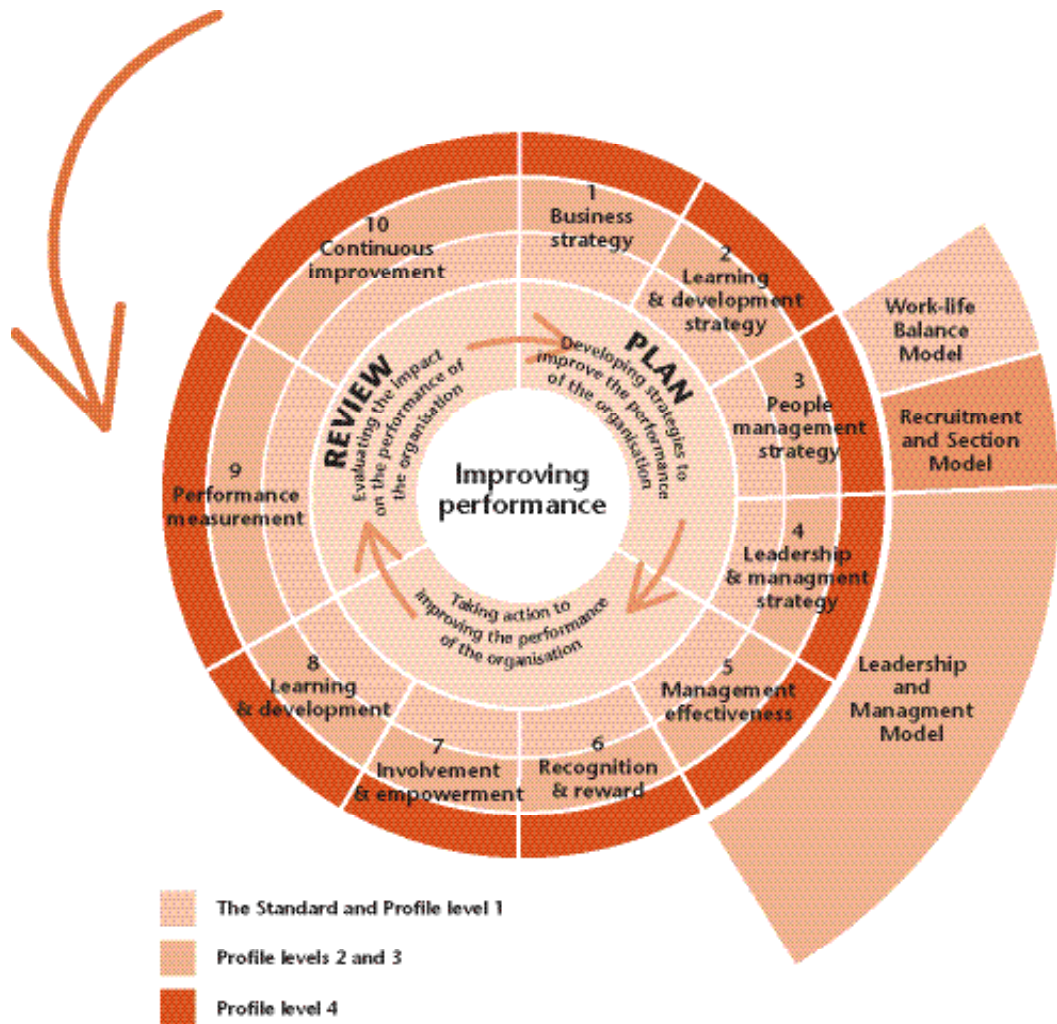 1
Business
strategy
2
Learning
& development
strategy
3
People
management
strategy
4
Leadership
& managment
strategy
5
Management
effectiveness
6
Recognition
& reward
7
Involvement
& empowerment
8
Learning
& development
9
Performance
measurement
10
Continuous
improvement
PLAN
Developing strategies to
improve the performance
of the organisation
Taking action to
improving the performance
of the organisation
REVIEW
Evaluating the impact
on the performance of
the organisation
Improving
performance
Work-life
Balance
Model
Recruitment
and Section
Model
Leadership
and
Managment
Model
The Standard and Profile level 1
Profile levels 2 and 3
Profile level 4